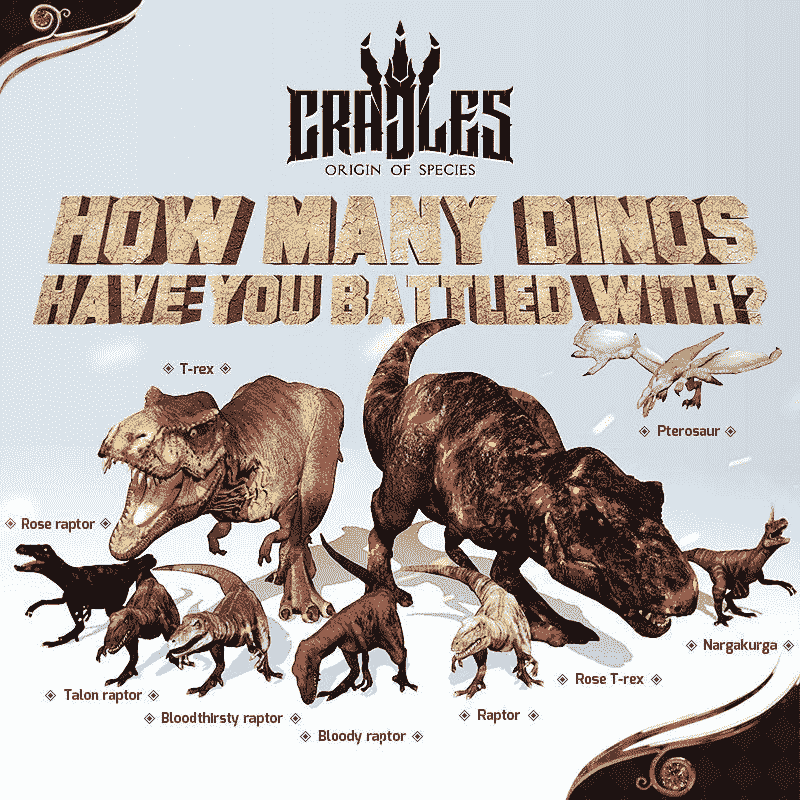 CRADLES
ORIGIN OF SPECIES
HOW MANY DINOS
HAVE YOU BATTLED WITH?
T-rex
Pterosaur
Rose raptor
Nargakurga
Rose T-rex
Talon raptor
Bloodthirsty raptor
Raptor
Bloody raptor